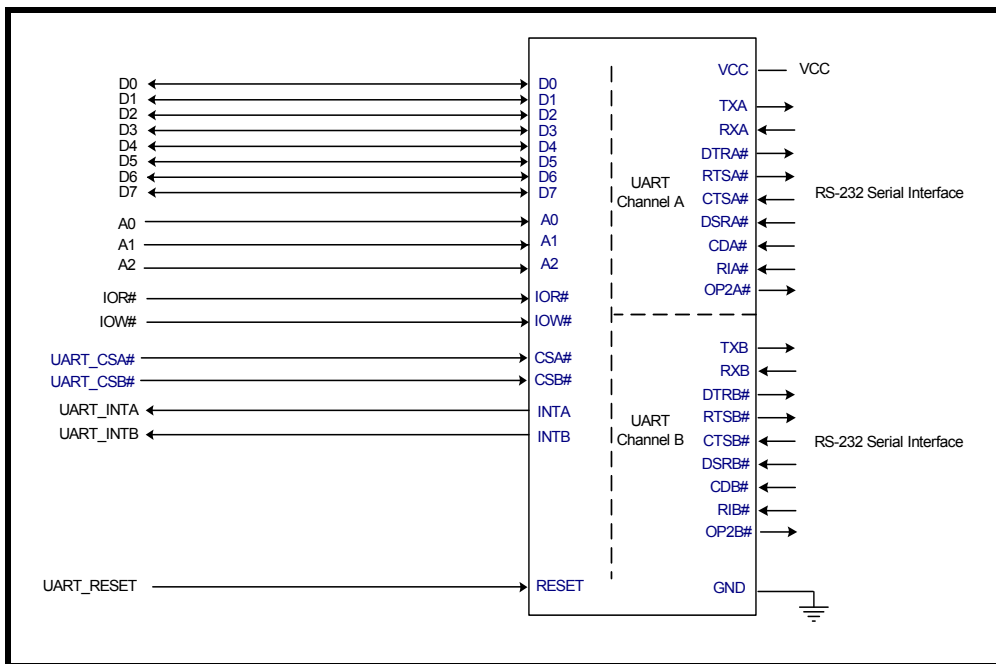 D0
D1
D2
D3
D4
D5
D6
D7
A0
A1
A2
IOR#
IOW#
UART_CSA#
UART_CSB#
UART_INTA
UART_INTB
UART_RESET
D0
D1
D2
D3
D4
D5
D6
D7
A0
A1
A2
IOR#
IOW#
CSA#
CSB#
INTA
INTB
RESET
UART
Channel A
UART
Channel B
VCC
TXA
RXA
DTRA#
RTSA#
CTSA#
DSRA#
CDA#
RIA#
OP2A#
TXB
RXB
DTRB#
RTSB#
CTSB#
DSRB#
CDB#
RIB#
OP2B#
GND
VCC
RS-232 Serial Interface
RS-232 Serial Interface